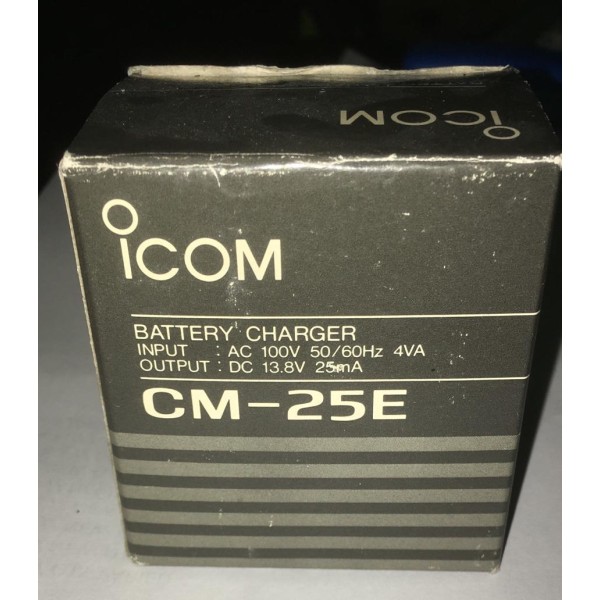 ICOM
ICOM
BATTERY CHARGER
INPUT : AC 100V 50/60Hz 4VA
OUTPUT : DC 13.8V 25mA
CM-25E